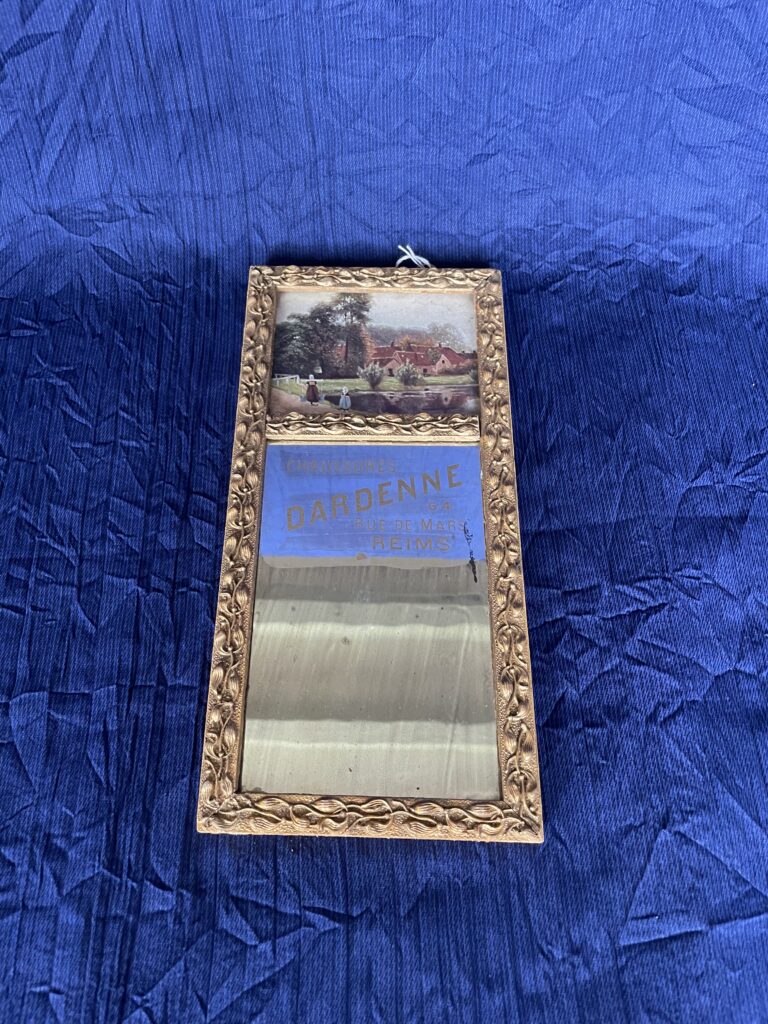 CHAUSSURES
DARDENNE
64
RUE DE MARS
REIMS